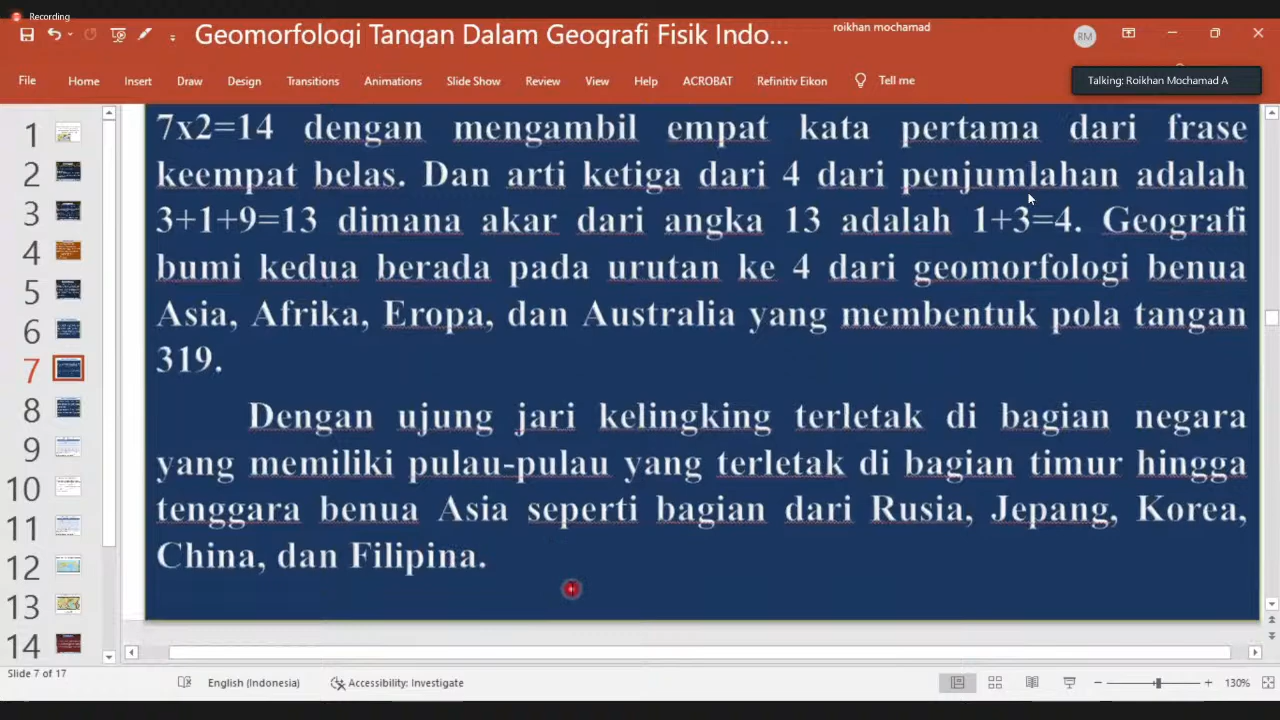 Recording
Geomorfologi Tangan Dalam Geografi Fisik Indo...
roikhan mochamad
RM
File Home Insert Draw Design Transitions Animations Slide Show Review View Help ACROBAT Refinitiv Eikon Tell me
Talking: Roikhan Mochamad A
1
2
3
4
5
6
7
8
9
10
11
12
13
14
7x2=14 dengan mengambil empat kata pertama dari frase
keempat belas. Dan arti ketiga dari 4 dari penjumlahan adalah
3+1+9=13 dimana akar dari angka 13 adalah 1+3=4. Geografi
bumi kedua berada pada urutan ke 4 dari geomorfologi benua
Asia, Afrika, Eropa, dan Australia yang membentuk pola tangan
319.
Dengan ujung jari kelingking terletak di bagian negara
yang memiliki pulau-pulau yang terletak di bagian timur hingga
tenggara benua Asia seperti bagian dari Rusia, Jepang, Korea,
China, dan Filipina.
Slide 7 of 17
English (Indonesia)
Accessibility: Investigate
130%